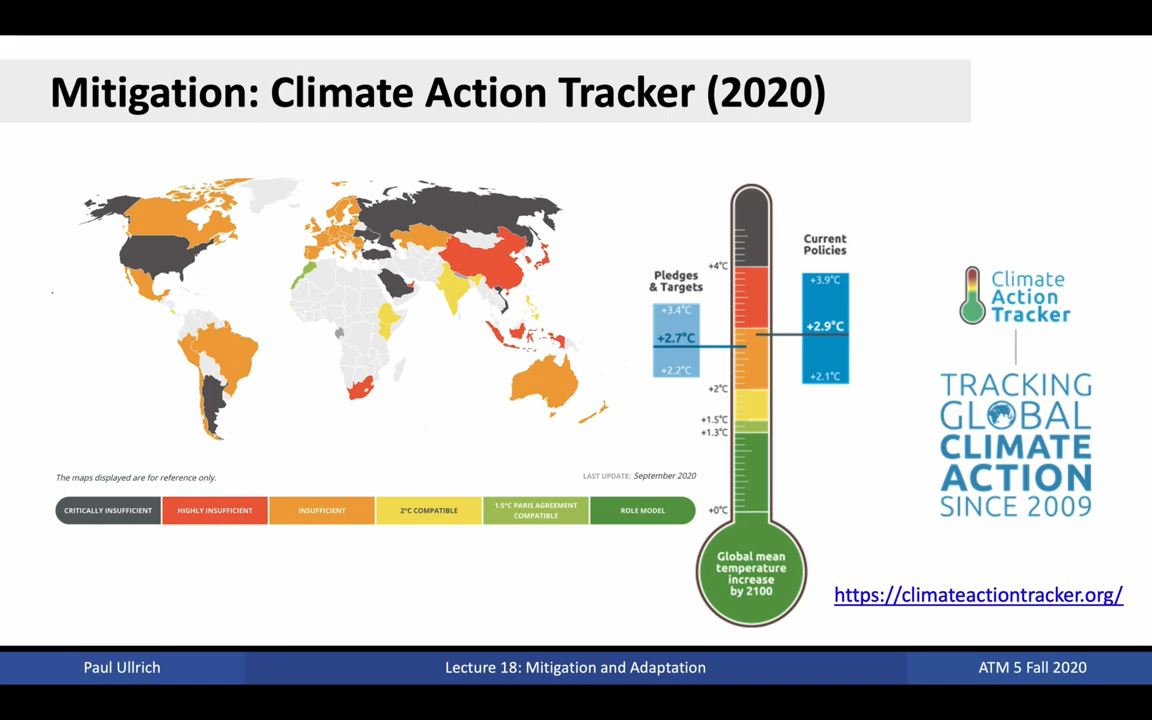 Mitigation: Climate Action Tracker (2020)
The maps displayed are for reference only.
LAST UPDATE: September 2020
CRITICALLY INSUFFICIENT
HIGHLY INSUFFICIENT
INSUFFICIENT
2°C COMPATIBLE
1.5°C PARIS AGREEMENT
COMPATIBLE
ROLE MODEL
Pledges
& Targets
+3.4°C
+2.7°C
+2.2°C
+4°C
+2°C
+1.5°C
+1.3°C
+0°C
Global mean
temperature
increase
by 2100
Current
Policies
+3.9°C
+2.9°C
+2.1°C
Climate
Action
Tracker
TRACKING
GLOBAL
CLIMATE
ACTION
SINCE 2009
https://climateactiontracker.org/
Paul Ullrich
Lecture 18: Mitigation and Adaptation
ATM 5 Fall 2020